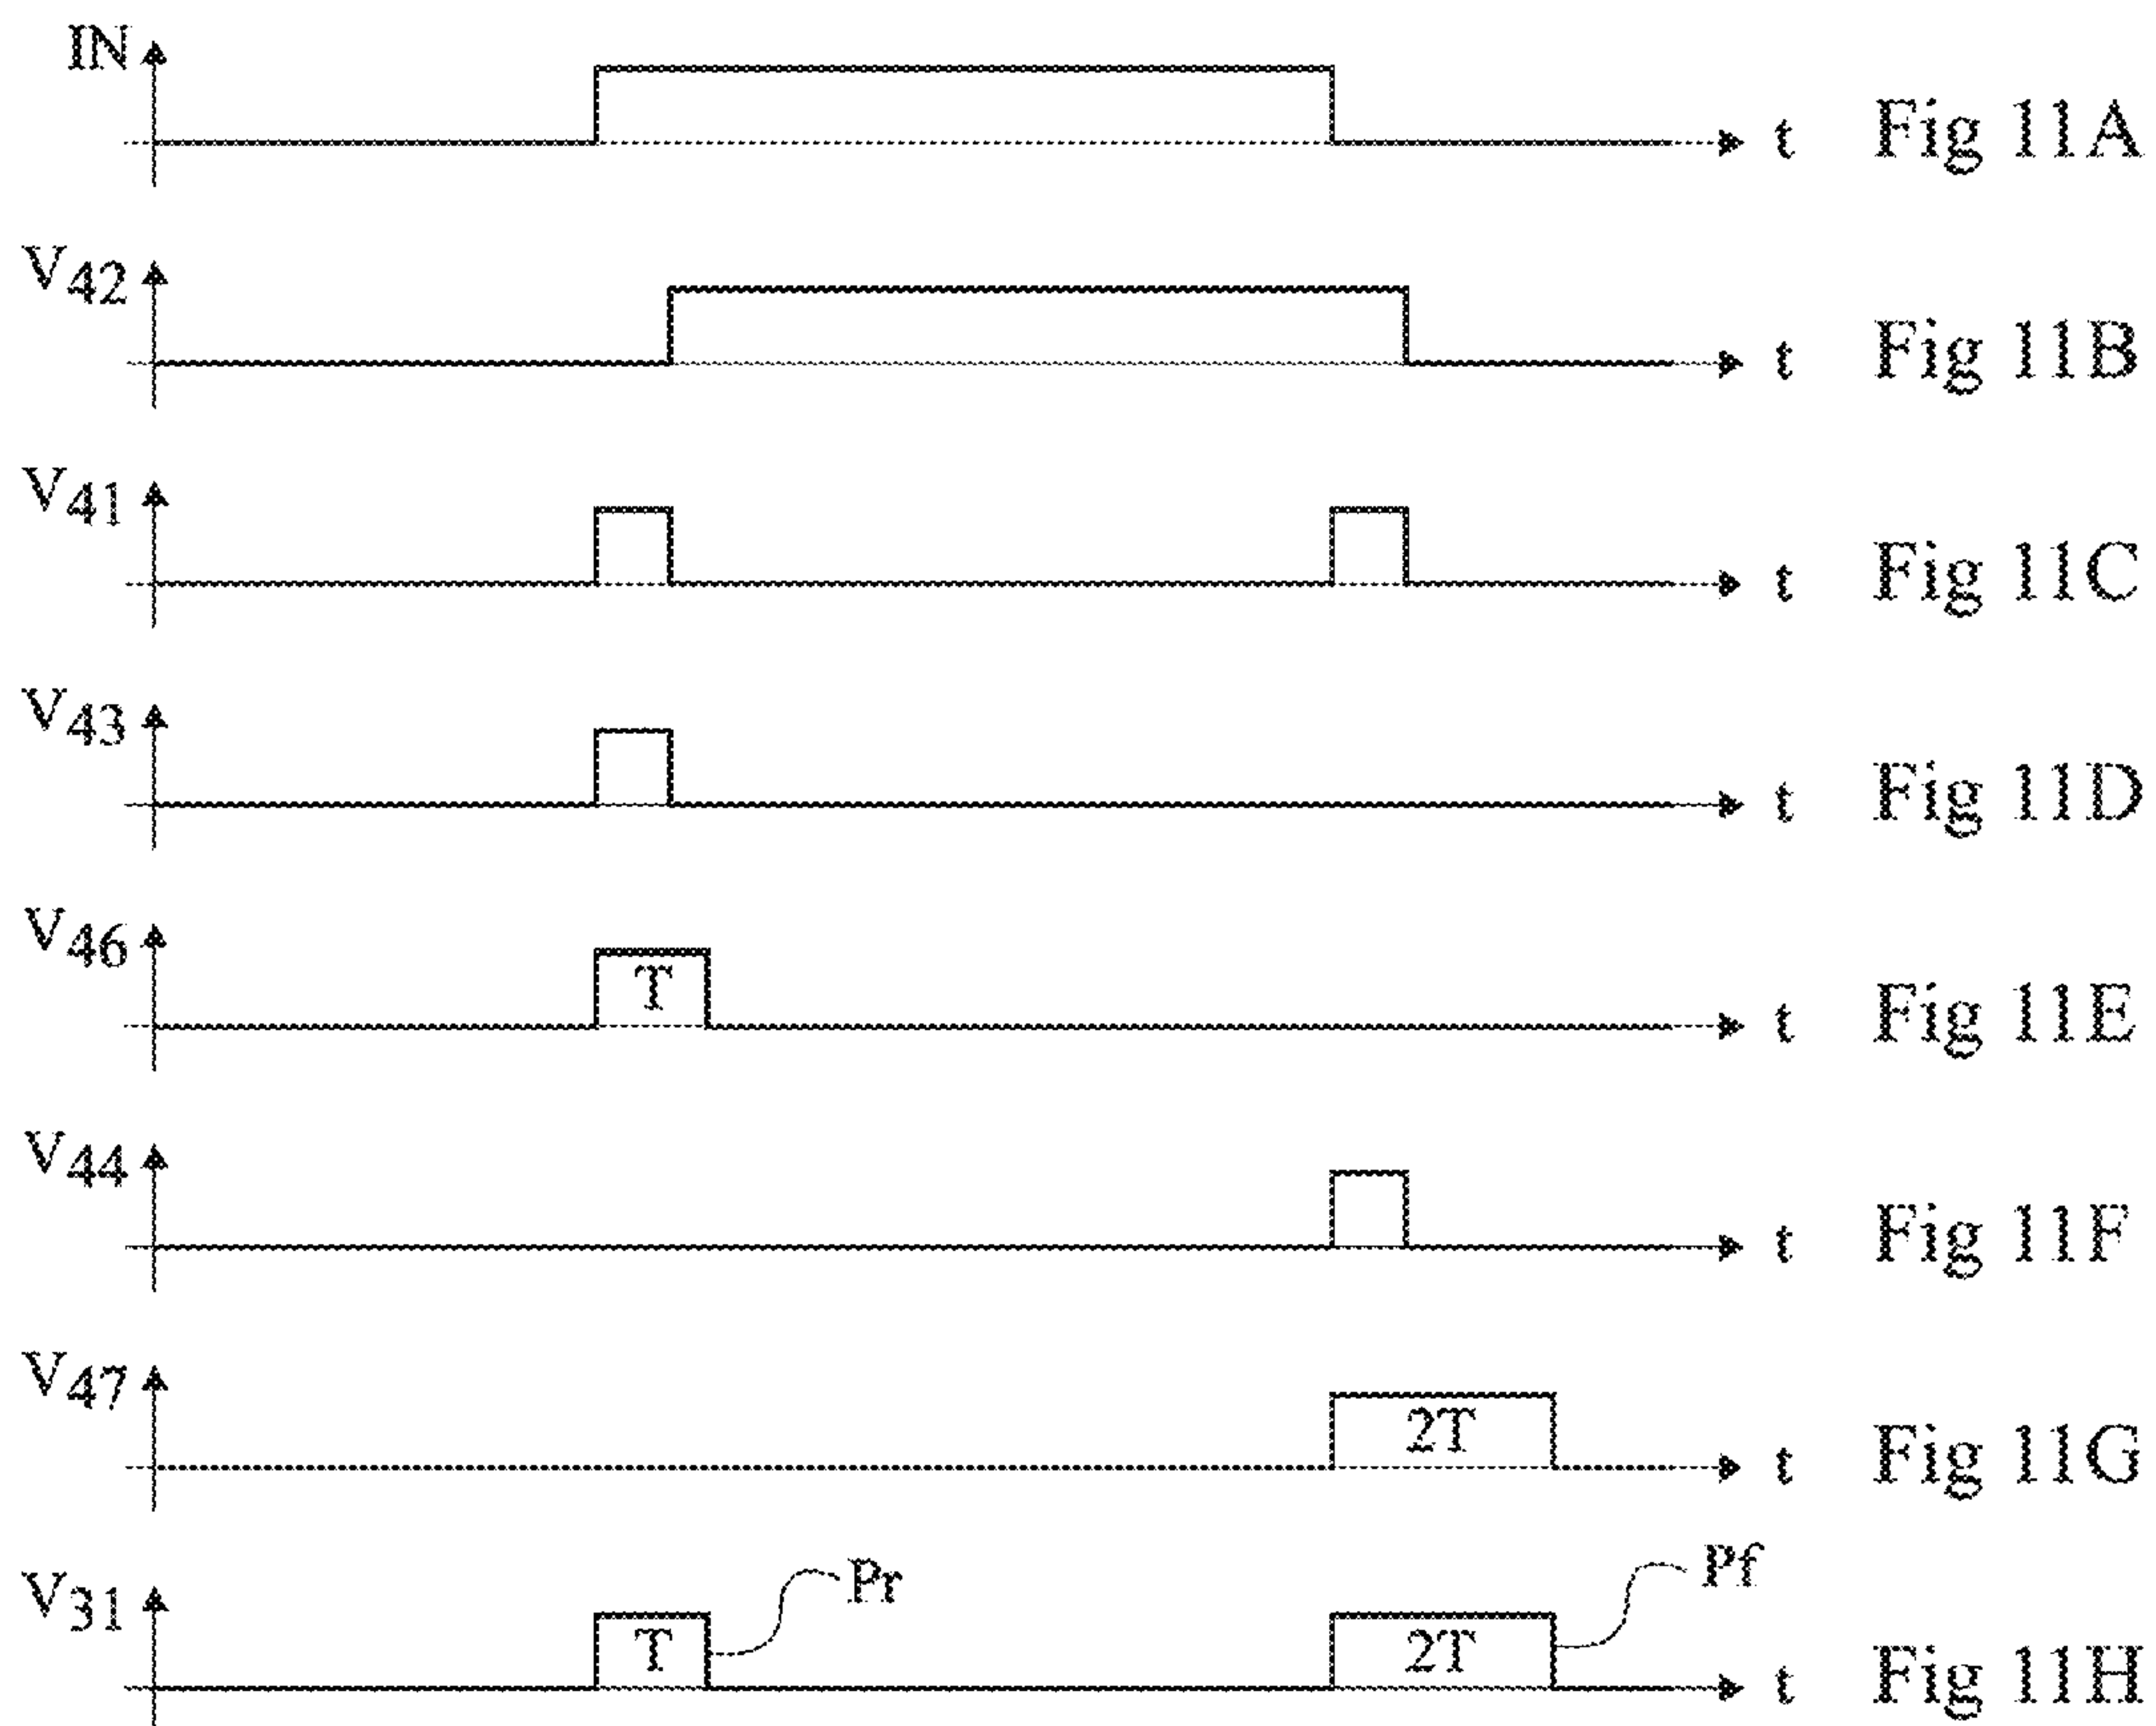 IN t Fig 11A
V42 t Fig 11B
V41 t Fig 11C
V43 t Fig 11D
V46 T t Fig 11E
V44 t Fig 11F
V47 2T t Fig 11G
V31 T Pr 2T Pf t Fig 11H